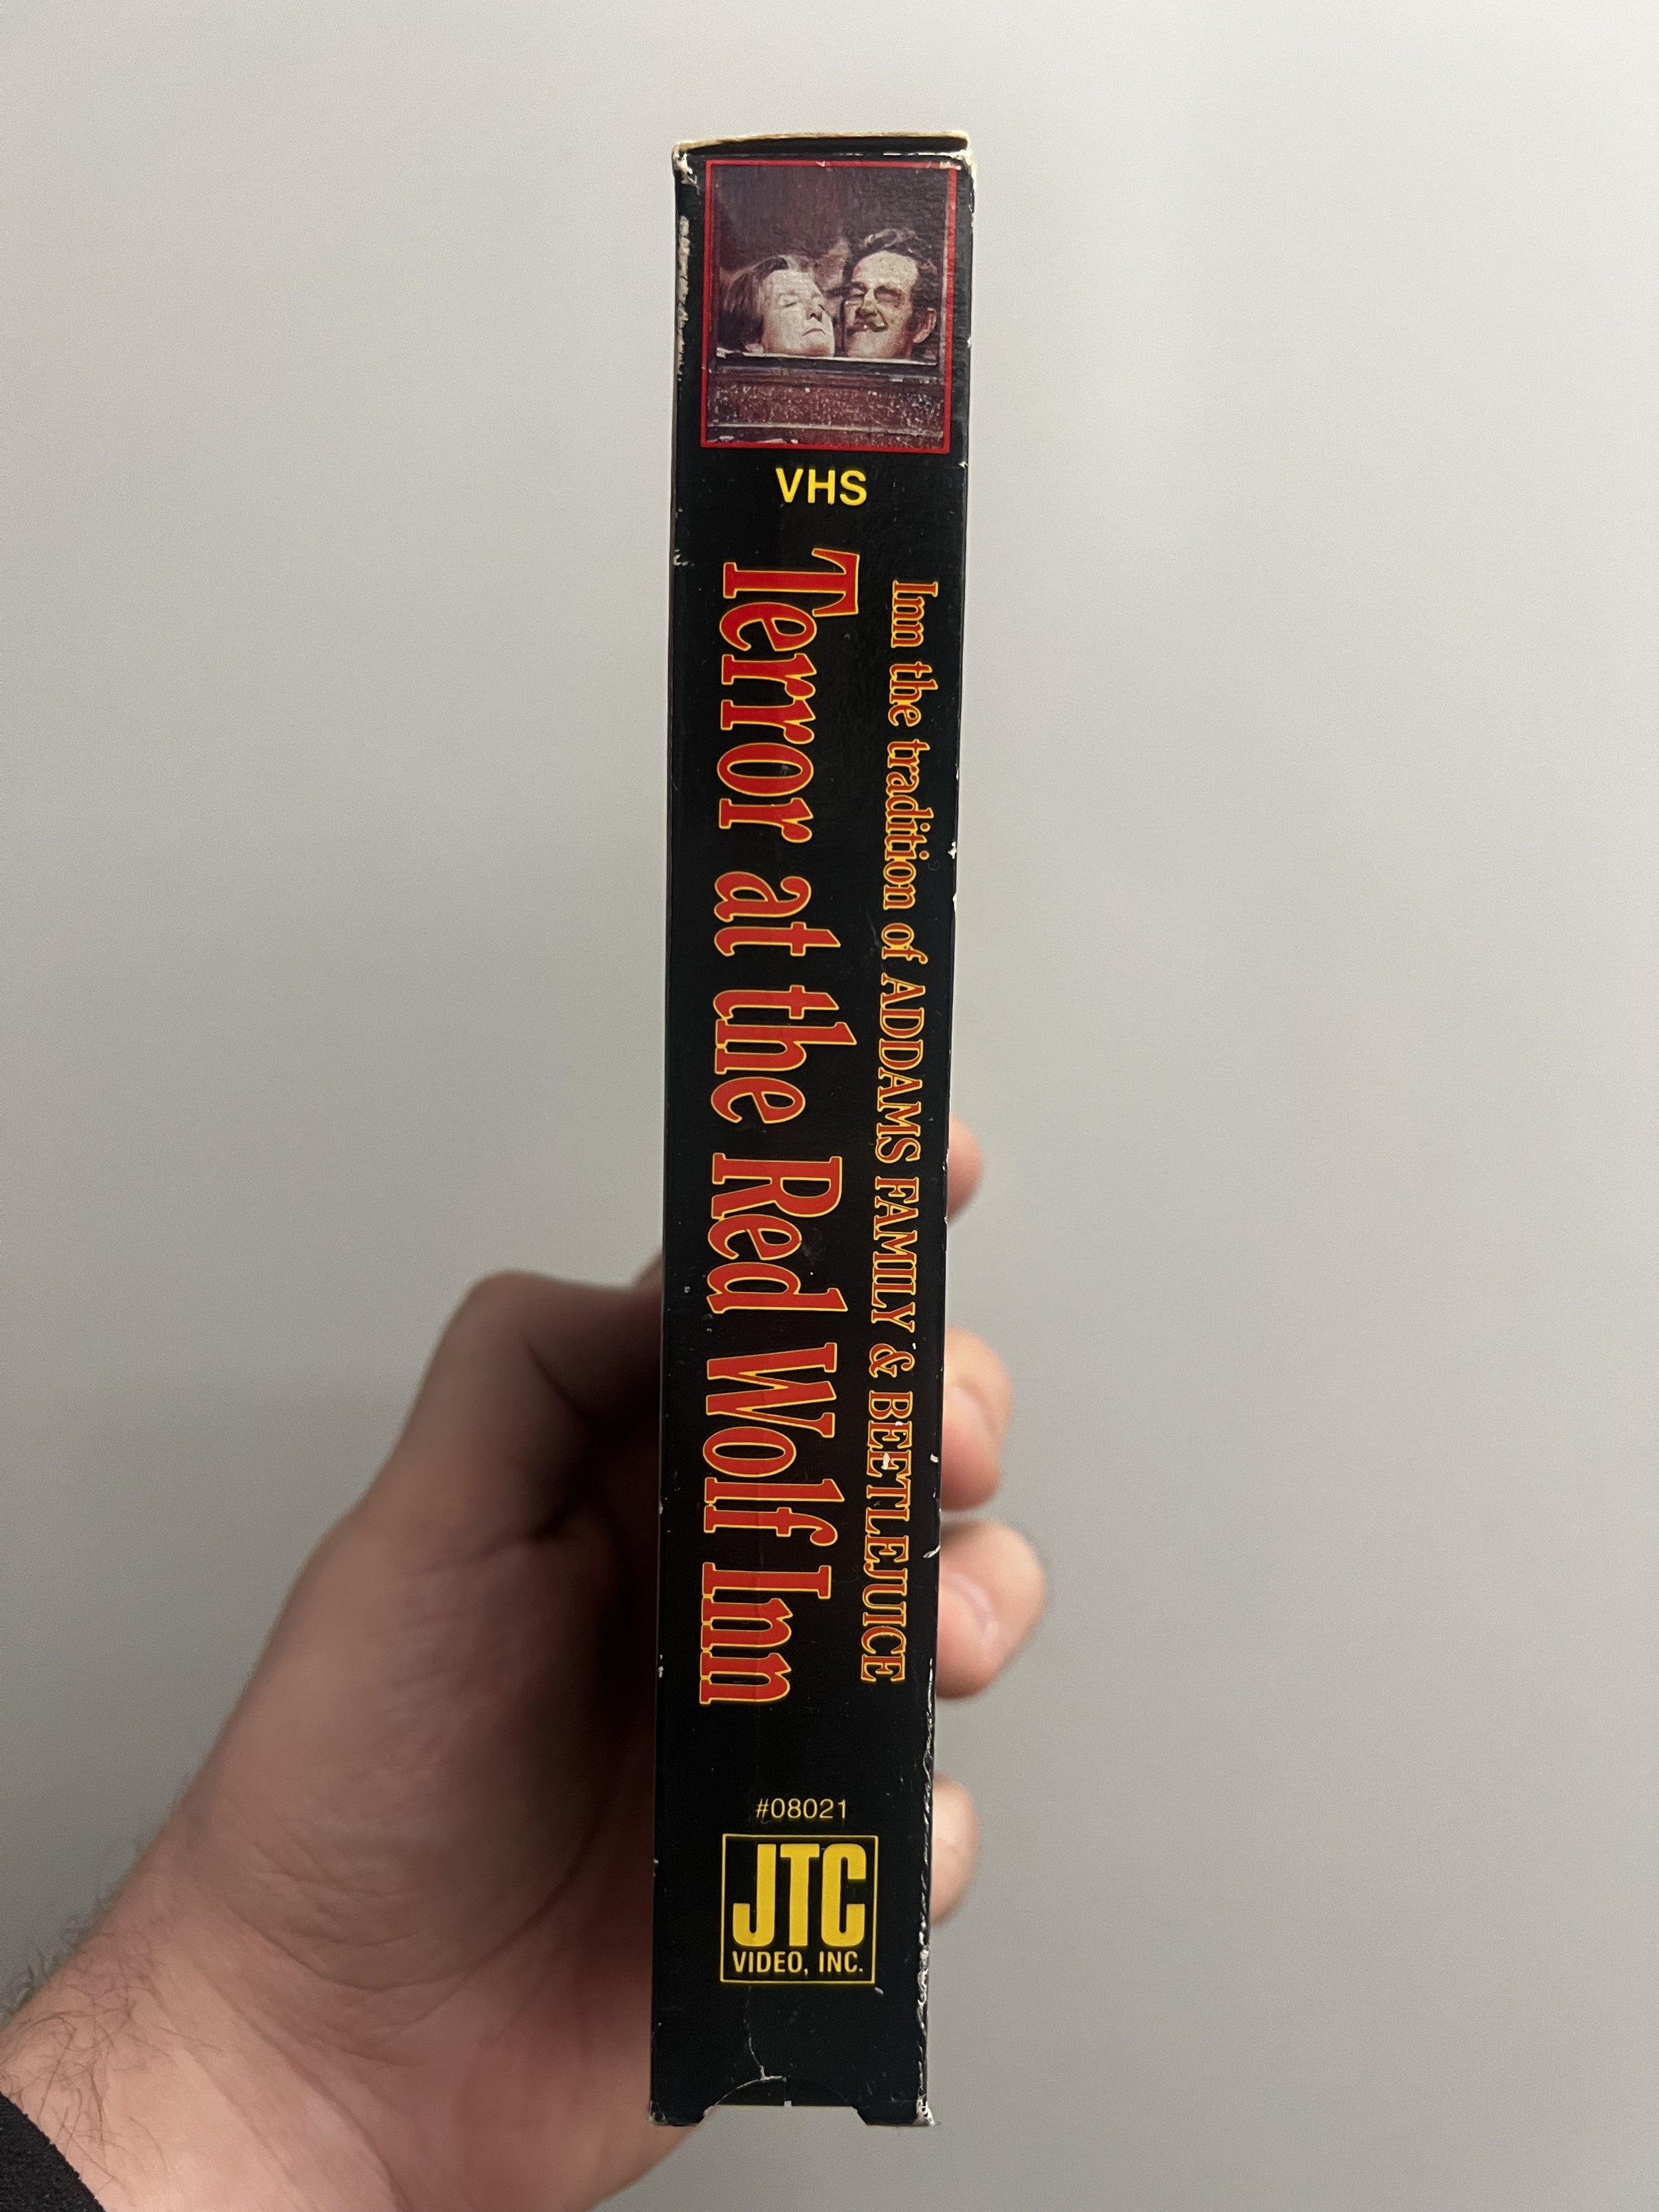 VHS
Inn the tradition of ADDAMS FAMILY & BEETLEJUICE
Terror at the Red Wolf Inn
#08021
JTC
VIDEO, INC.